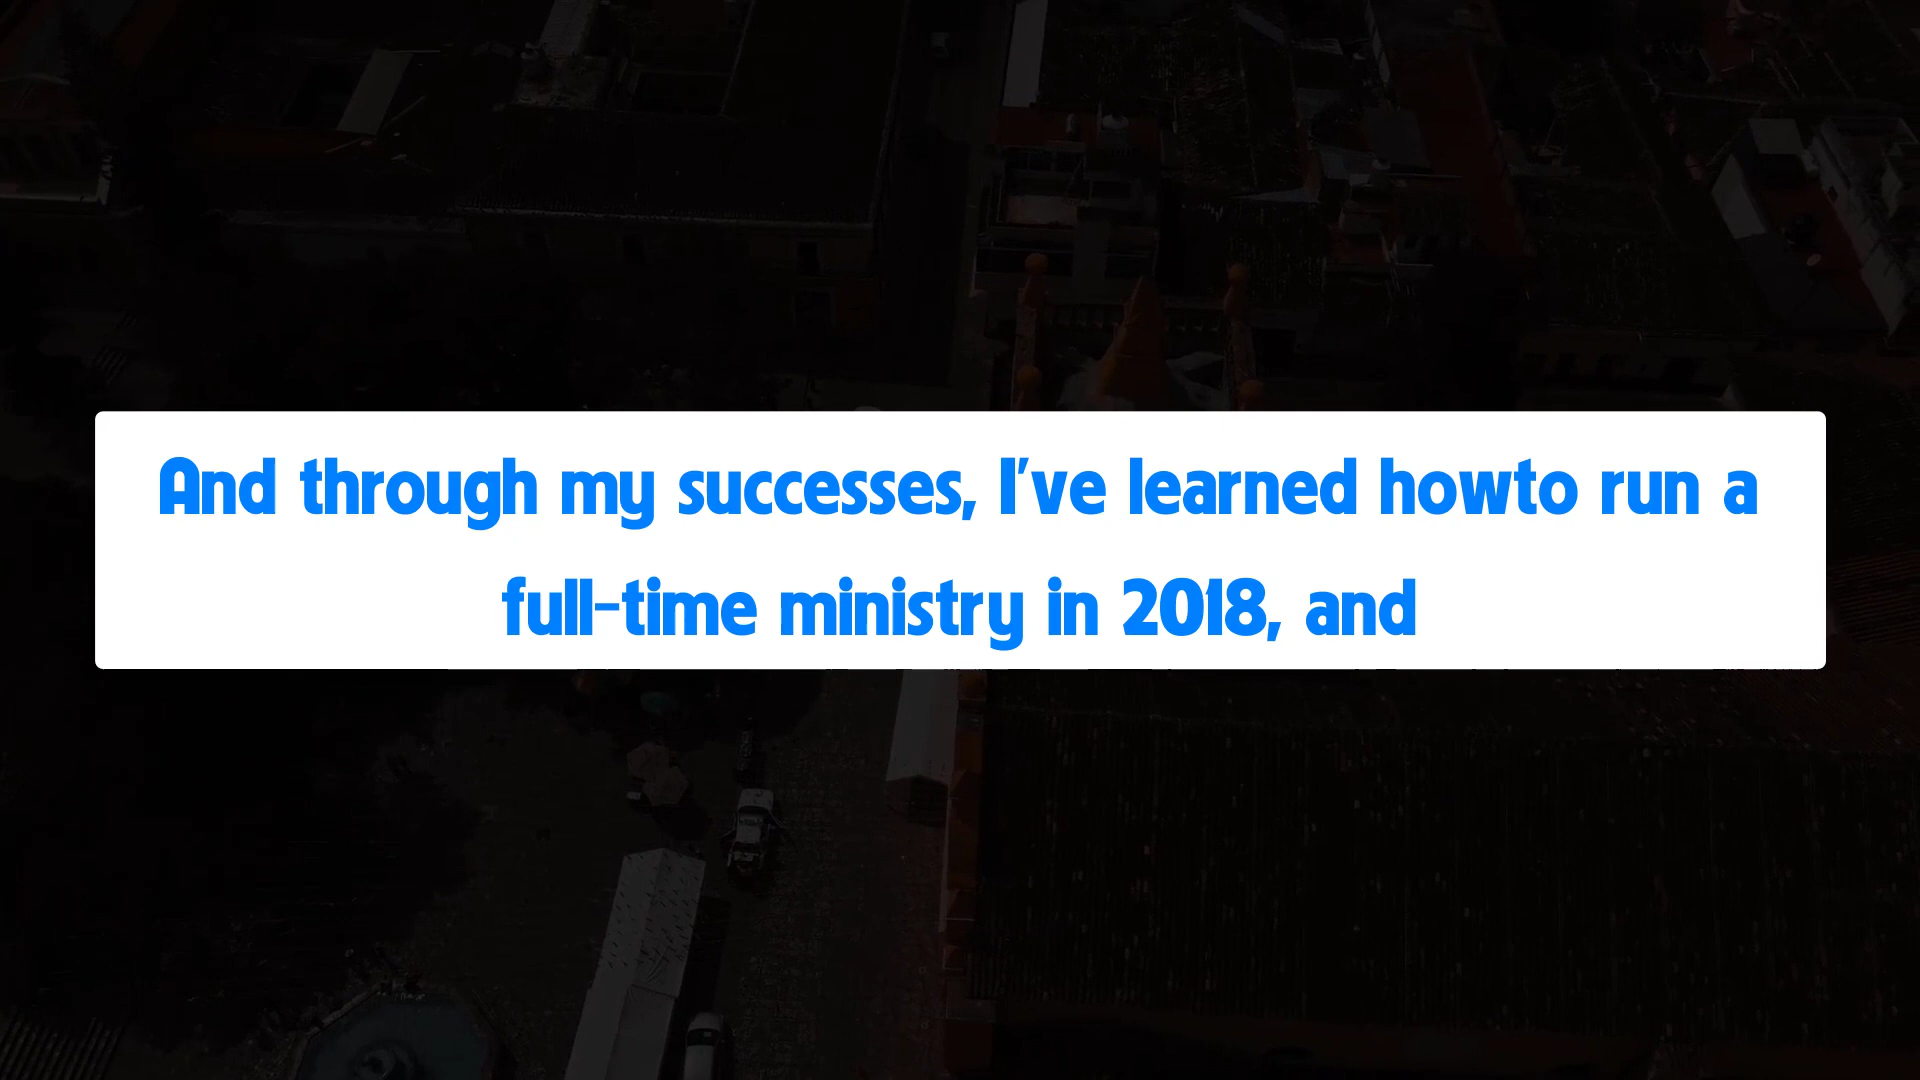 And through my successes, I've learned howto run a
full-time ministry in 2018, and